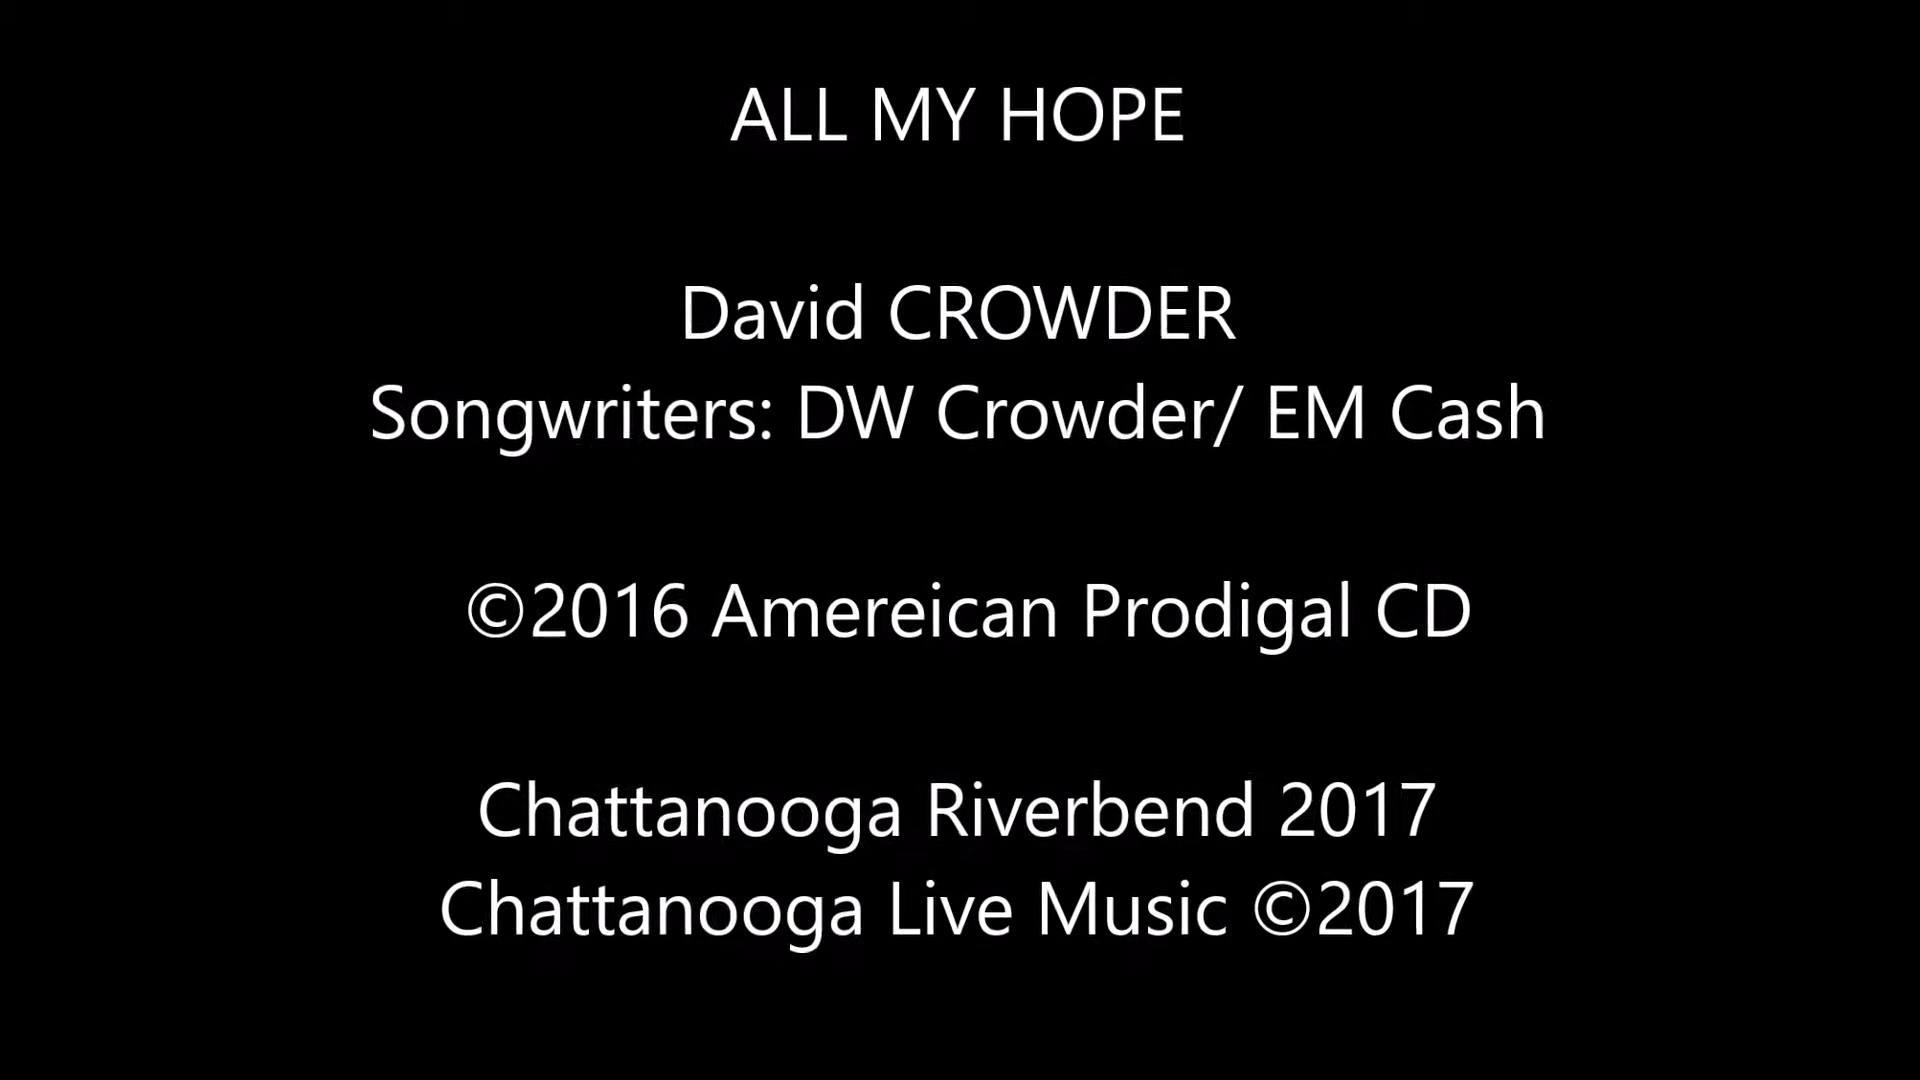 ALL MY HOPE
David CROWDER
Songwriters: DW Crowder/ EM Cash
©2016 Amereican Prodigal CD
Chattanooga Riverbend 2017
Chattanooga Live Music ©2017